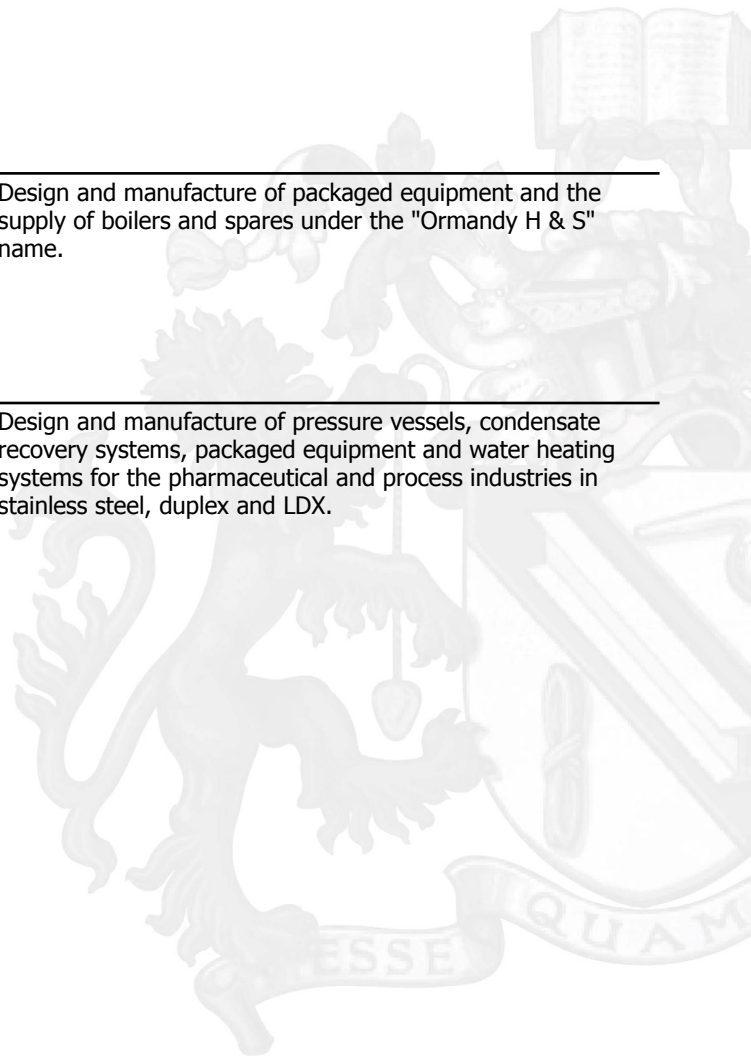 Design and manufacture of packaged equipment and the
supply of boilers and spares under the "Ormandy H & S"
name.
Design and manufacture of pressure vessels, condensate
recovery systems, packaged equipment and water heating
systems for the pharmaceutical and process industries in
stainless steel, duplex and LDX.
ESSE
QUAM